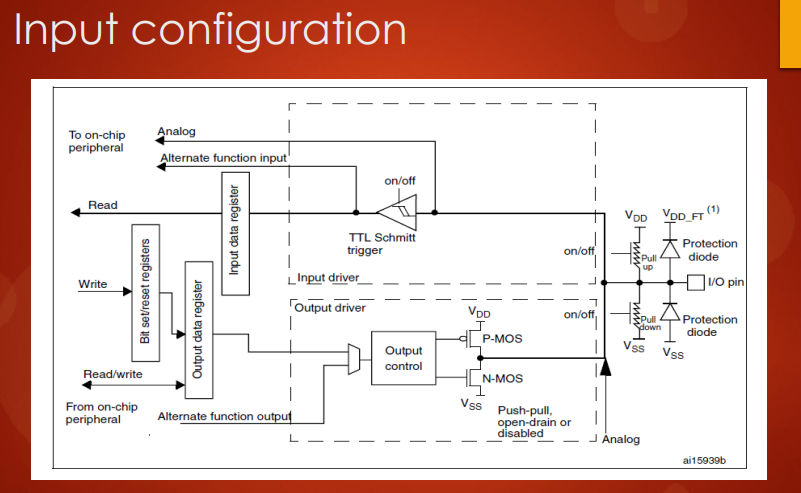 Input configuration
To on-chip
peripheral
Analog
Alternate function input
on/off
Read
Input data register
TTL Schmitt
trigger
Input driver
on/off
VDD
VDD_FT (1)
Pull
up
Protection
diode
I/O pin
Write
Bit set/reset registers
Output data register
Output driver
VDD
on/off
Pull
down
Protection
diode
VSS
VSS
P-MOS
Output
control
N-MOS
VSS
Read/write
From on-chip
peripheral
Alternate function output
Push-pull,
open-drain or
disabled
Analog
ai15939b